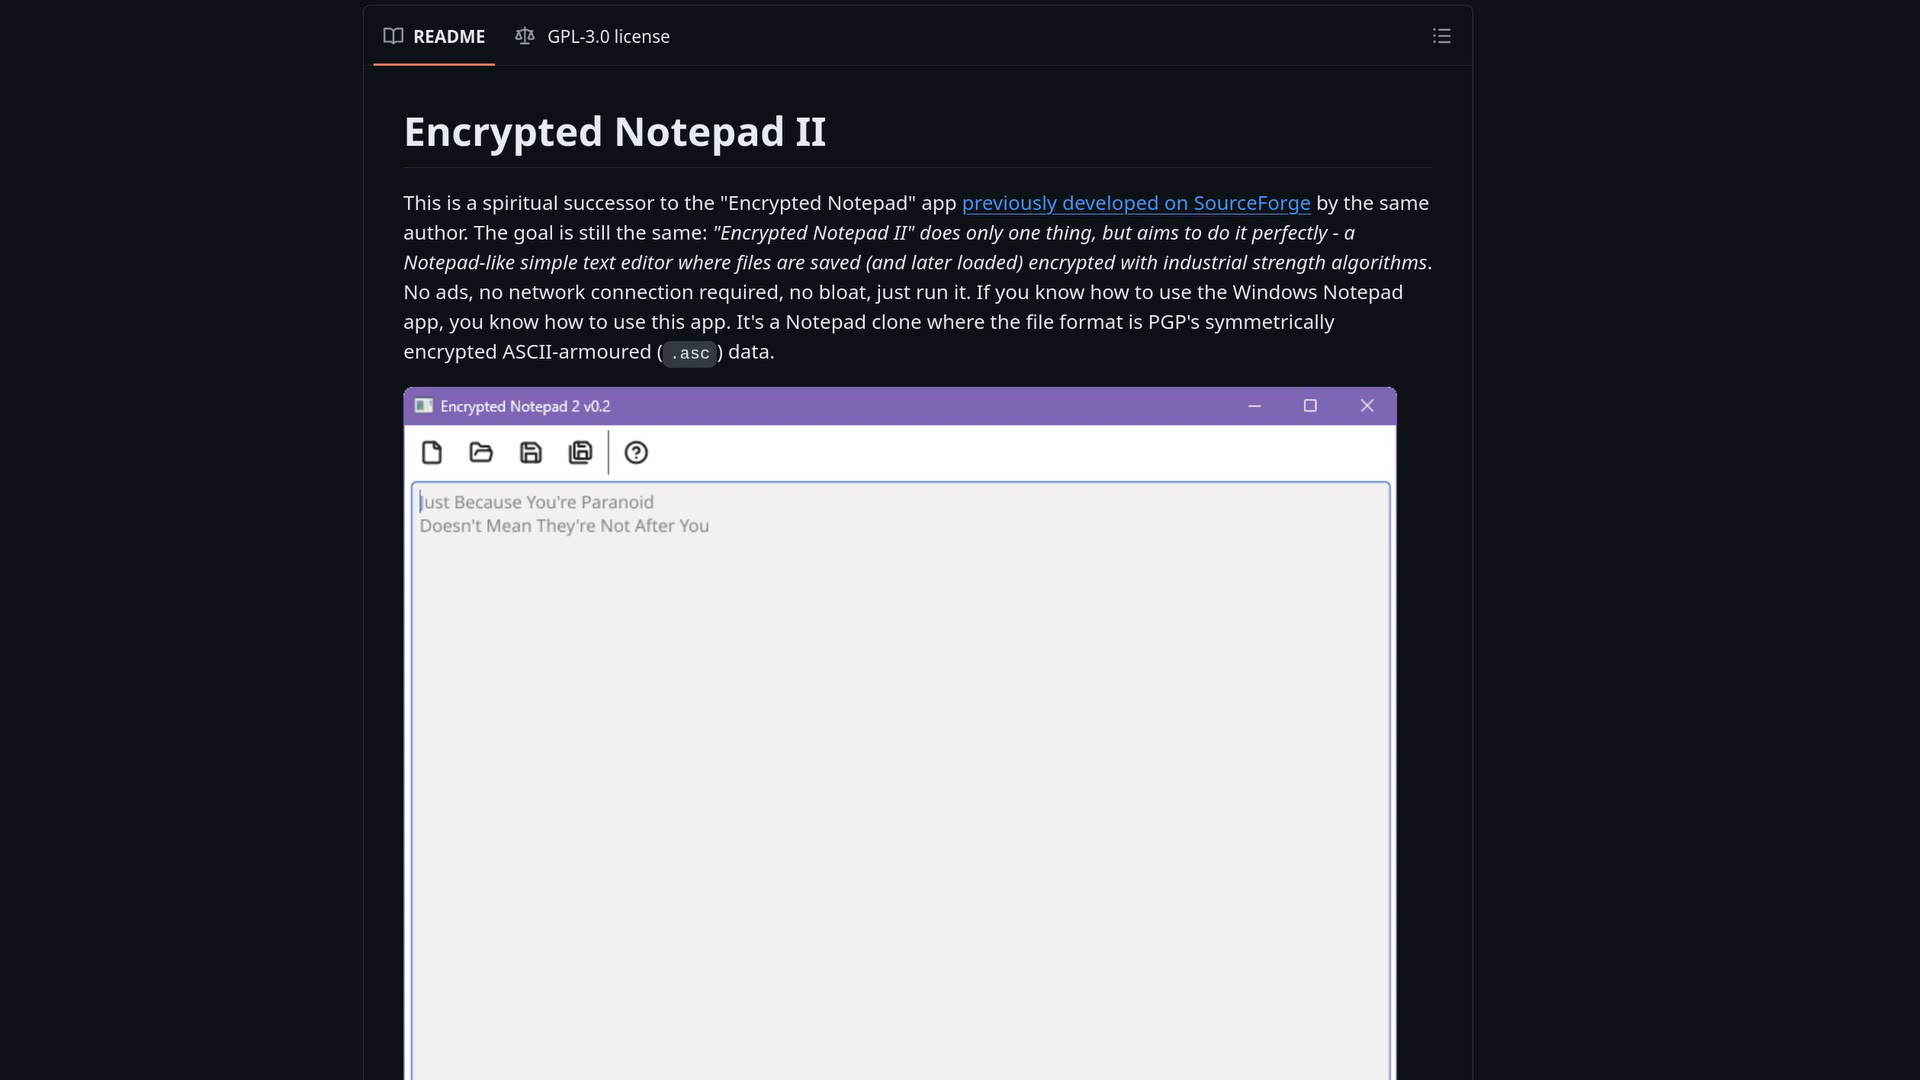 README
GPL-3.0 license
Encrypted Notepad II
This is a spiritual successor to the "Encrypted Notepad" app previously developed on SourceForge by the same
author. The goal is still the same: "Encrypted Notepad II" does only one thing, but aims to do it perfectly - a
Notepad-like simple text editor where files are saved (and later loaded) encrypted with industrial strength algorithms.
No ads, no network connection required, no bloat, just run it. If you know how to use the Windows Notepad
app, you know how to use this app. It's a Notepad clone where the file format is PGP's symmetrically
encrypted ASCII-armoured (.asc) data.
Encrypted Notepad 2 v0.2
Just Because You're Paranoid
Doesn't Mean They're Not After You